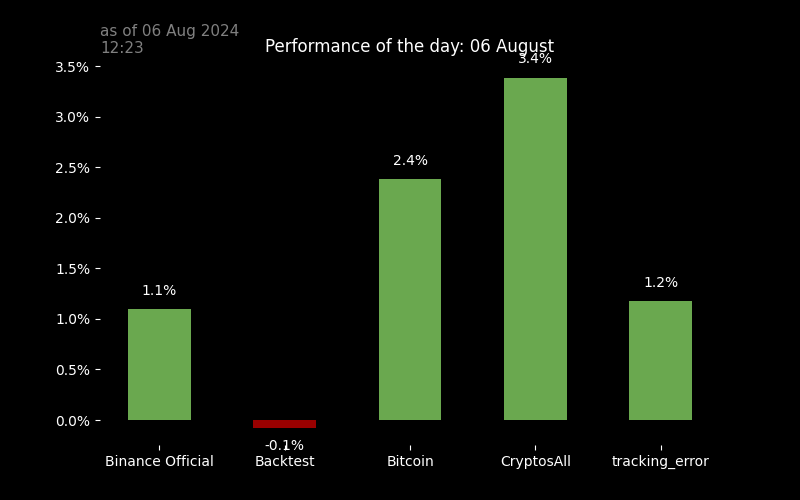 as of 06 Aug 2024
12:23
Performance of the day: 06 August
3.5%
3.0%
2.5%
2.0%
1.5%
1.0%
0.5%
0.0%
1.1%
-0.1%
2.4%
3.4%
1.2%
Binance Official
Backtest
Bitcoin
CryptosAll
tracking_error